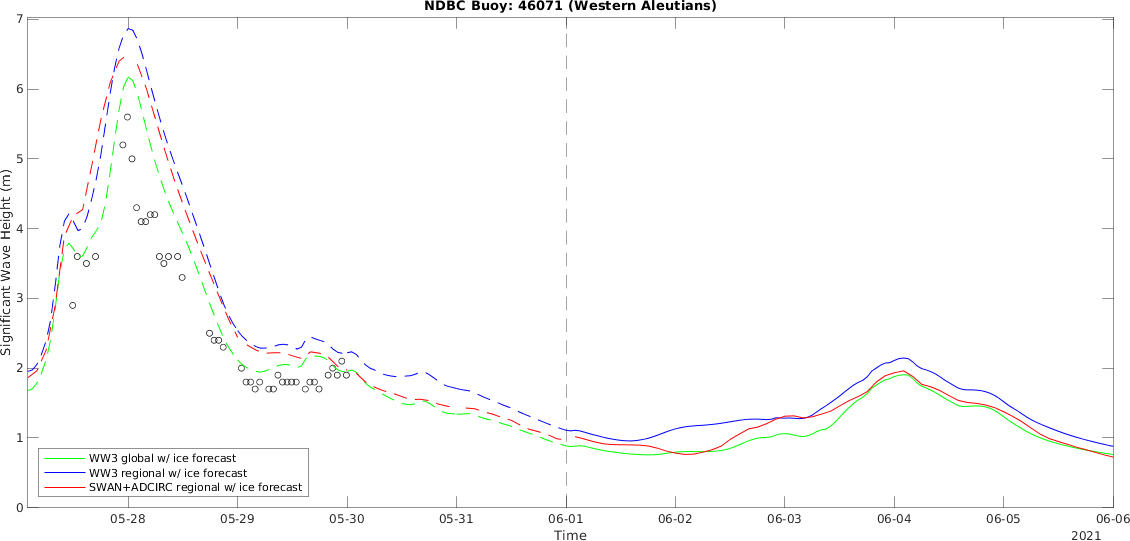 NDBC Buoy: 46071 (Western Aleutians)
7
6
5
4
3
2
1
0
Significant Wave Height (m)
WW3 global w/ ice forecast
WW3 regional w/ ice forecast
SWAN+ADCIRC regional w/ ice forecast
05-28 05-29 05-30 05-31 06-01 06-02 06-03 06-04 06-05 06-06
Time
2021